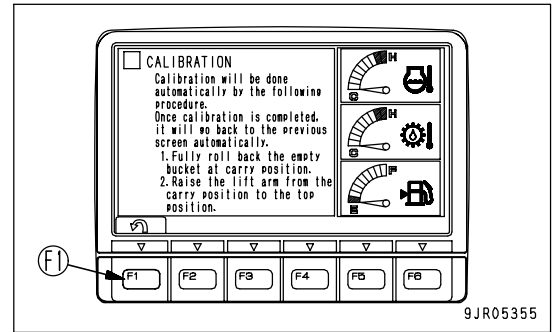 CALIBRATION
Calibration will be done
automatically by the following
procedure.
Once calibration is completed,
it will go back to the previous
screen automatically.
1. Fully roll back the empty
bucket at carry position.
2. Raise the lift arm from the
carry position to the top
position.
H
C
H
C
F
E
F1
F1 F2 F3 F4 F5 F6
9JR05355